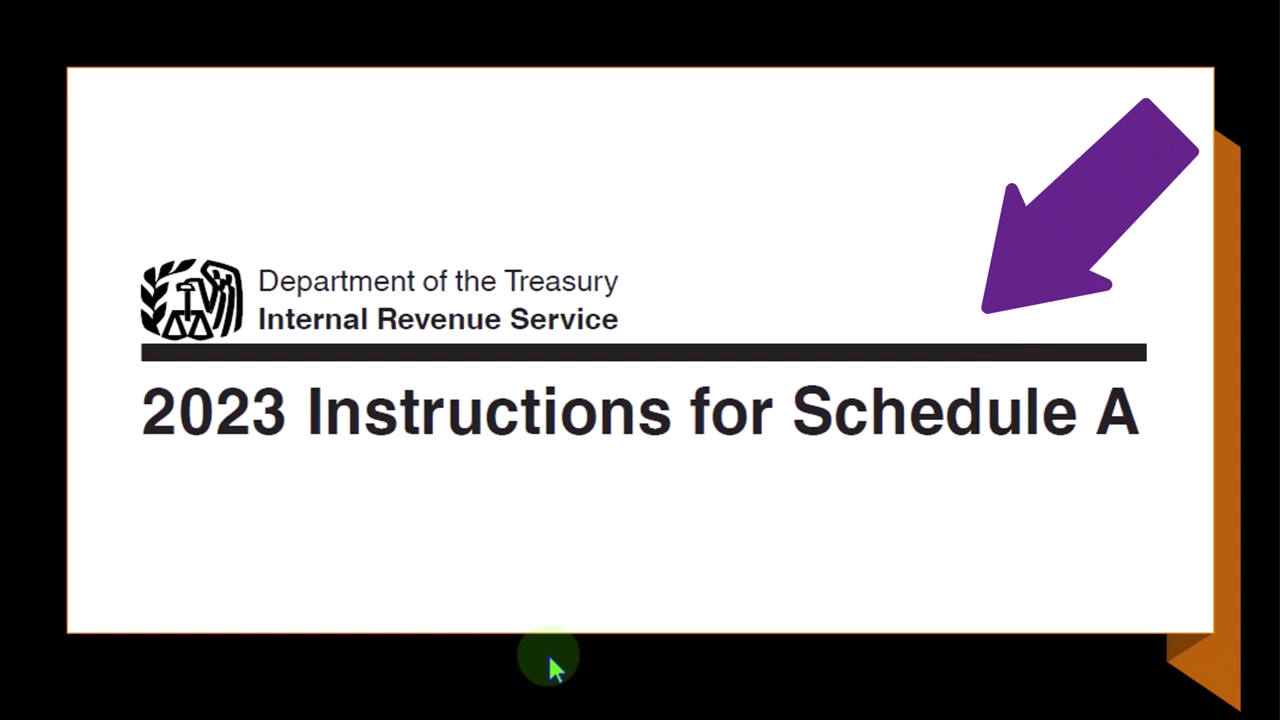 Department of the Treasury
Internal Revenue Service
2023 Instructions for Schedule A